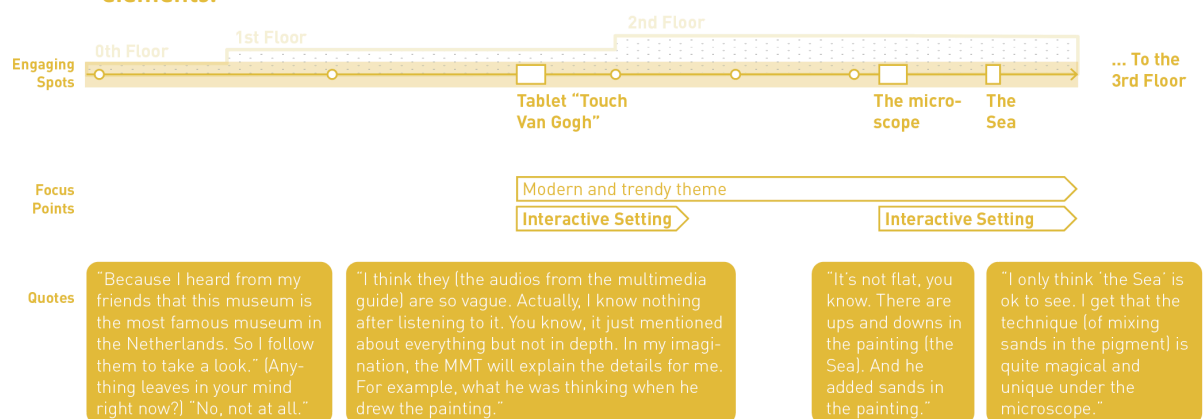 elements.
0th Floor
1st Floor
2nd Floor
Engaging
Spots
... To the
3rd Floor
Tablet “Touch
Van Gogh”
The micro-
scope
The
Sea
Focus
Points
Modern and trendy theme
Interactive Setting
Interactive Setting
Quotes
“Because I heard from my
friends that this museum is
the most famous museum in
the Netherlands. So I follow
them to take a look.” (Any-
thing leaves in your mind
right now?) “No, not at all.”
“I think they (the audios from the multimedia
guide) are so vague. Actually, I know nothing
after listening to it. You know, it just mentioned
about everything but not in depth. In my imagi-
nation, the MMT will explain the details for me.
For example, what he was thinking when he
drew the painting.”
“It’s not flat, you
know. There are
ups and downs in
the painting (the
Sea). And he
added sands in
the painting.”
“I only think ‘the Sea’ is
ok to see. I get that the
technique (of mixing
sands in the pigment) is
quite magical and
unique under the
microscope.”